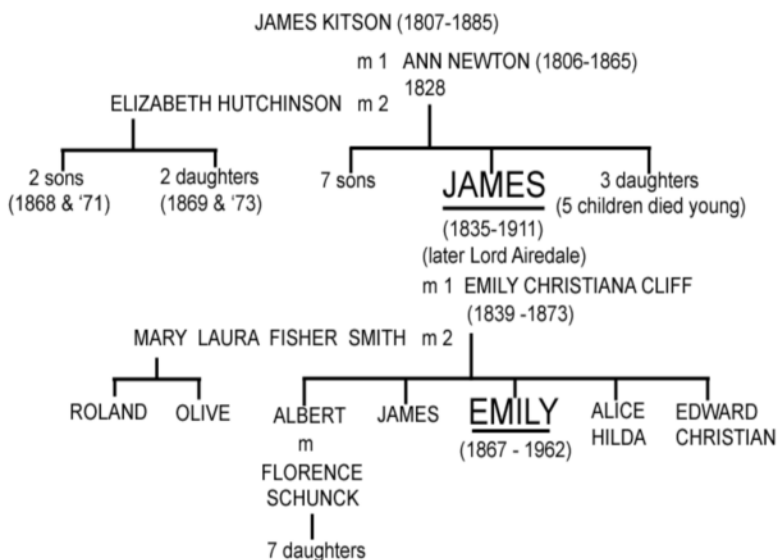 JAMES KITSON (1807-1885)
m 1 ANN NEWTON (1806-1865)
1828
ELIZABETH HUTCHINSON m 2
2 sons
(1868 & '71)
2 daughters
(1869 & '73)
7 sons
JAMES
(1835-1911)
(later Lord Airedale)
3 daughters
(5 children died young)
m 1 EMILY CHRISTIANA CLIFF
(1839 -1873)
MARY LAURA FISHER SMITH m 2
ROLAND
OLIVE
ALBERT
m
FLORENCE
SCHUNCK
7 daughters
JAMES
EMILY
(1867 - 1962)
ALICE
HILDA
EDWARD
CHRISTIAN